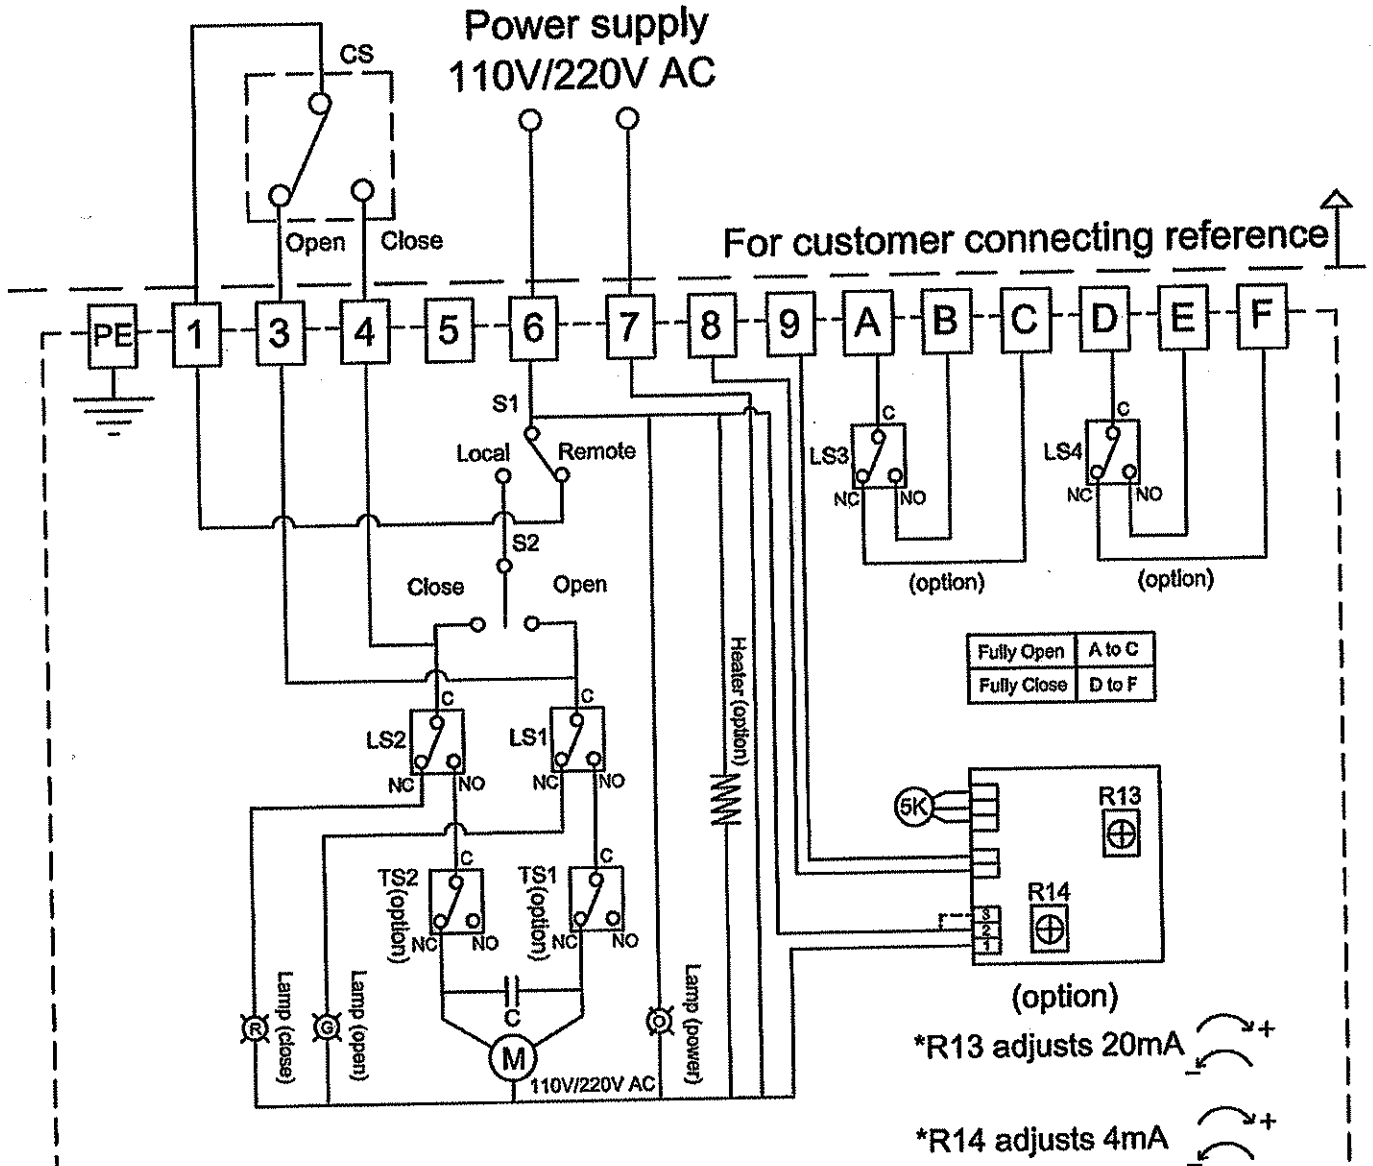 Power supply
110V/220V AC
CS
Open Close
For customer connecting reference
PE 1 3 4 5 6 7 8 9 A B C D E F
S1
Local Remote
S2
Close Open
C
LS3
NC NO
(option)
C
LS4
NC NO
(option)
Heater (option)
Fully Open A to C
Fully Close D to F
C
LS2
NC NO
C
LS1
NC NO
C
TS2
(option)
NC NO
C
TS1
(option)
NC NO
C
M
110V/220V AC
R
Lamp (close)
G
Lamp (open)
O
Lamp (power)
5K
R13
R14
3
2
1
(option)
*R13 adjusts 20mA
+
-
*R14 adjusts 4mA
+
-